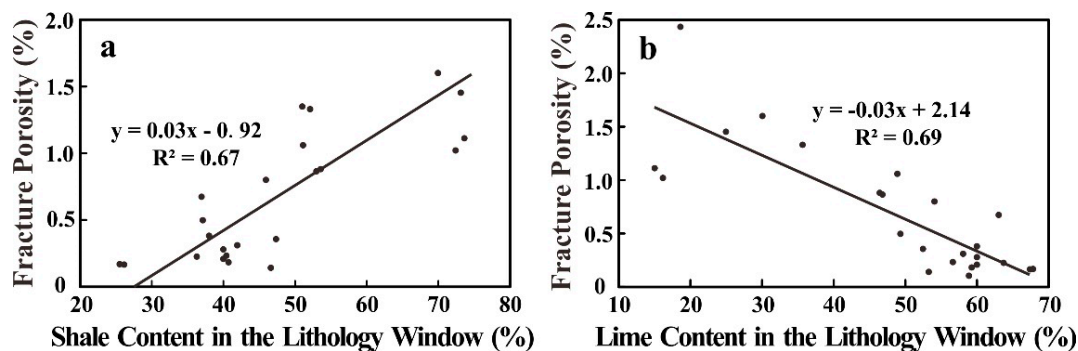 a
Fracture Porosity (%)
2.0
1.5
1.0
0.5
0
y = 0.03x - 0. 92
R² = 0.67
20 30 40 50 60 70 80
Shale Content in the Lithology Window (%)
b
Fracture Porosity (%)
2.5
2.0
1.5
1.0
0.5
0
y = -0.03x + 2.14
R² = 0.69
10 20 30 40 50 60 70
Lime Content in the Lithology Window (%)